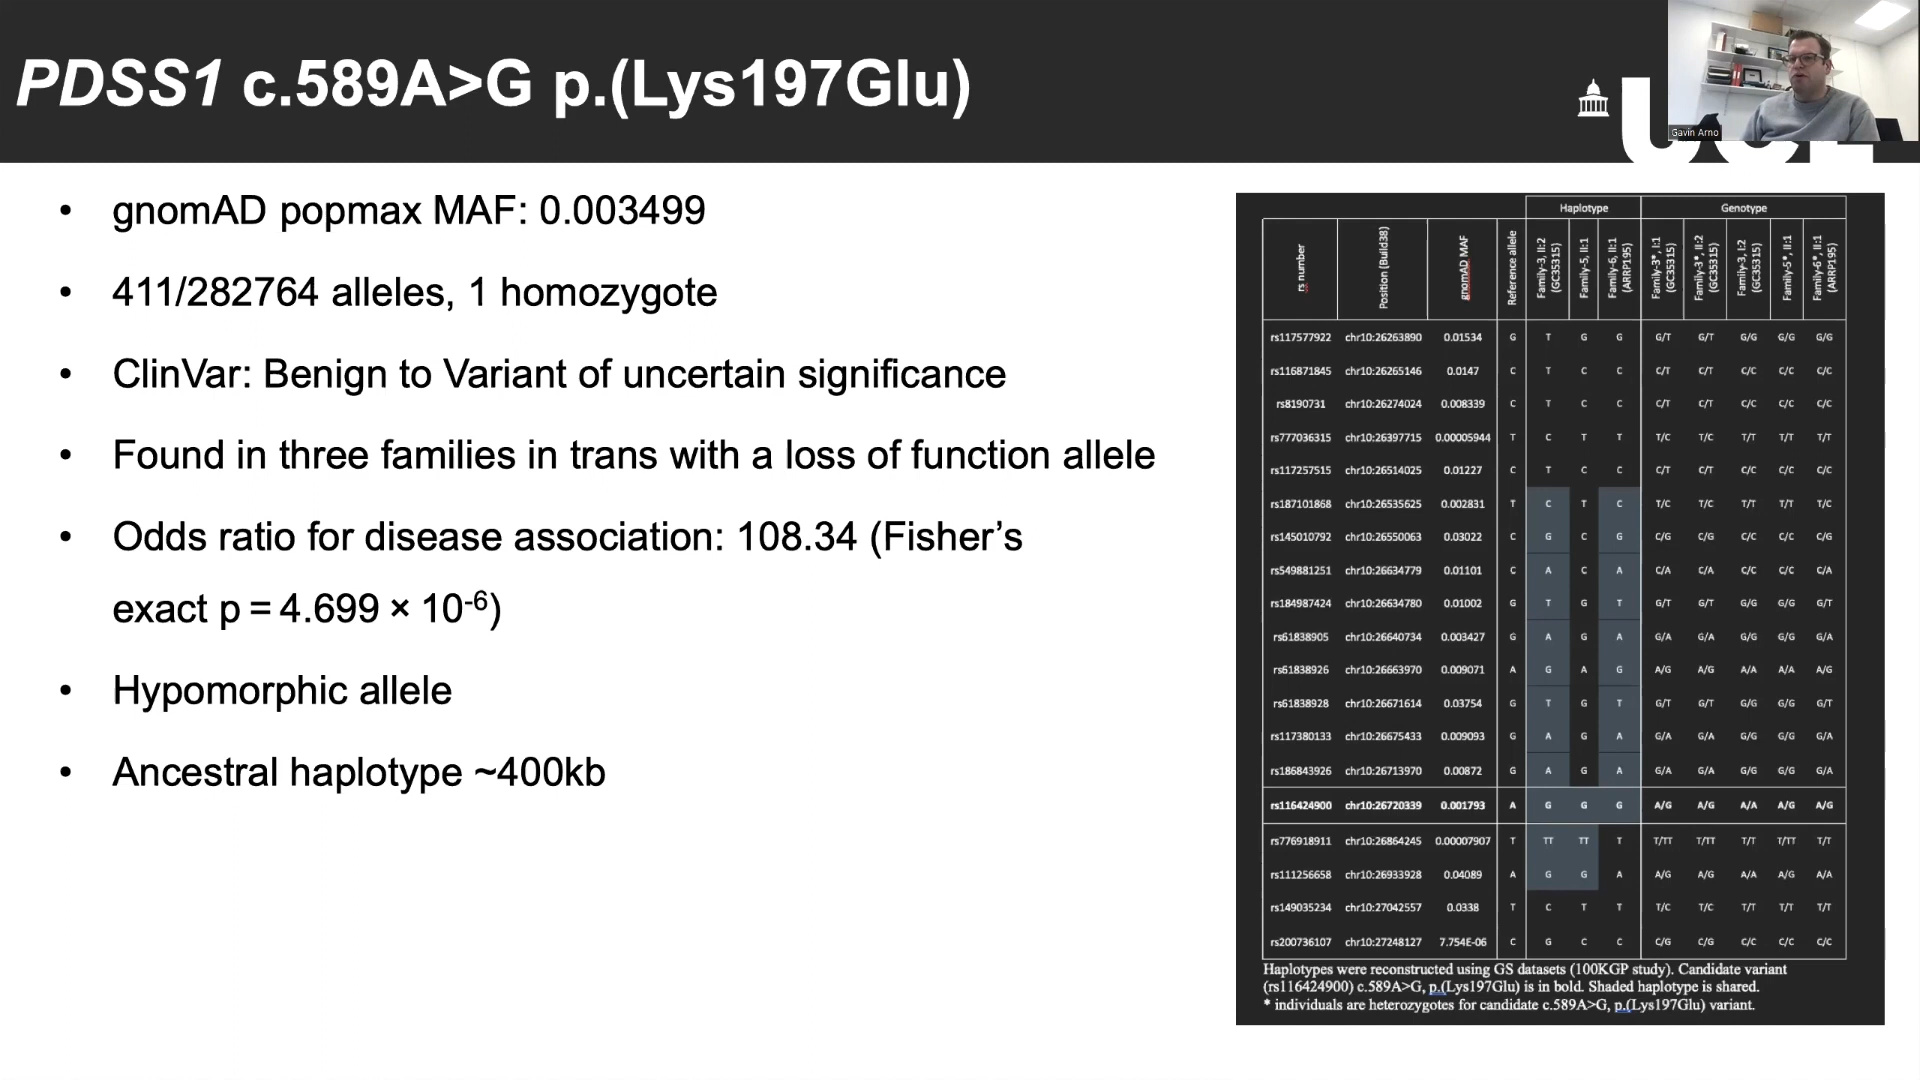 PDSS1 c.589A>G p.(Lys197Glu)
Gavin Arno
• gnomAD popmax MAF: 0.003499
• 411/282764 alleles, 1 homozygote
• ClinVar: Benign to Variant of uncertain significance
• Found in three families in trans with a loss of function allele
• Odds ratio for disease association: 108.34 (Fisher’s
exact p = 4.699 × 10-6)
• Hypomorphic allele
• Ancestral haplotype ~400kb
Haplotype Genotype
rs number Position (Build38) gnomAD MAF Reference allele Family-3, II:2 (GC35315) Family-5, II:1 Family-6, II:1 (ARRP195) Family-3*, I:1 (GC35315) Family-3*, II:2 (GC35315) Family-3, I:2 (GC35315) Family-5*, II:1 Family-6*, II:1 (ARRP195)
rs117577922 chr10:26263890 0.01534 G T G G G/T G/T G/G G/G G/G
rs116871845 chr10:26265146 0.0147 C T C C C/T C/T C/C C/C C/C
rs8190731 chr10:26274024 0.008339 C T C C C/T C/T C/C C/C C/C
rs777036315 chr10:26397715 0.00005944 T C T T T/C T/C T/T T/T T/T
rs117257515 chr10:26514025 0.01227 C T C C C/T C/T C/C C/C C/C
rs187101868 chr10:26535625 0.002831 T C T C T/C T/C T/T T/T T/C
rs145010792 chr10:26550063 0.03022 C G C G C/G C/G C/C C/C C/G
rs549881251 chr10:26634779 0.01101 C A C A C/A C/A C/C C/C C/A
rs184987424 chr10:26634780 0.01002 G T G T G/T G/T G/G G/G G/T
rs61838905 chr10:26640734 0.003427 G A G A G/A G/A G/G G/G G/A
rs61838926 chr10:26663970 0.009071 A G A G A/G A/G A/A A/A A/G
rs61838928 chr10:26671614 0.03754 G T G T G/T G/T G/G G/G G/T
rs117380133 chr10:26675433 0.009093 G A G A G/A G/A G/G G/G G/A
rs186843926 chr10:26713970 0.00872 G A G A G/A G/A G/G G/G G/A
rs116424900 chr10:26720339 0.001793 A G G G A/G A/G A/A A/G A/G
rs776918911 chr10:26864245 0.00007907 T TT TT T T/TT T/TT T/T T/TT T/T
rs111256658 chr10:26933928 0.04089 A G G A A/G A/G A/A A/G A/A
rs149035234 chr10:27042557 0.0338 T C T T T/C T/C T/T T/T T/T
rs200736107 chr10:27248127 7.754E-06 C G C C C/G C/G C/C C/C C/C
Haplotypes were reconstructed using GS datasets (100KGP study). Candidate variant
(rs116424900) c.589A>G, p.(Lys197Glu) is in bold. Shaded haplotype is shared.
* individuals are heterozygotes for candidate c.589A>G, p.(Lys197Glu) variant.